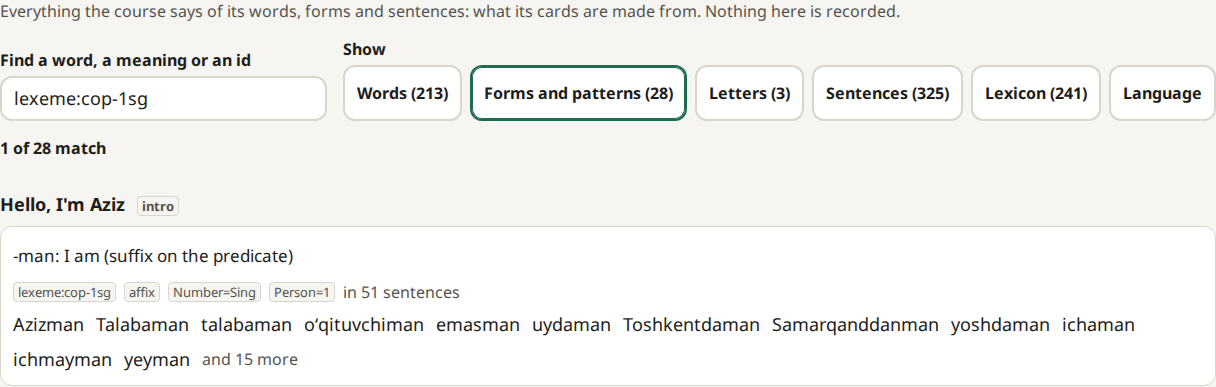 Everything the course says of its words, forms and sentences: what its cards are made from. Nothing here is recorded.
Find a word, a meaning or an id
Show
lexeme:cop-1sg
Words (213)
Forms and patterns (28)
Letters (3)
Sentences (325)
Lexicon (241)
Language
1 of 28 match
Hello, I'm Aziz intro
-man: I am (suffix on the predicate)
lexeme:cop-1sg affix Number=Sing Person=1 in 51 sentences
Azizman Talabaman talabaman oʻqituvchiman emasman uydaman Toshkentdaman Samarqanddanman yoshdaman ichaman
ichmayman yeyman and 15 more